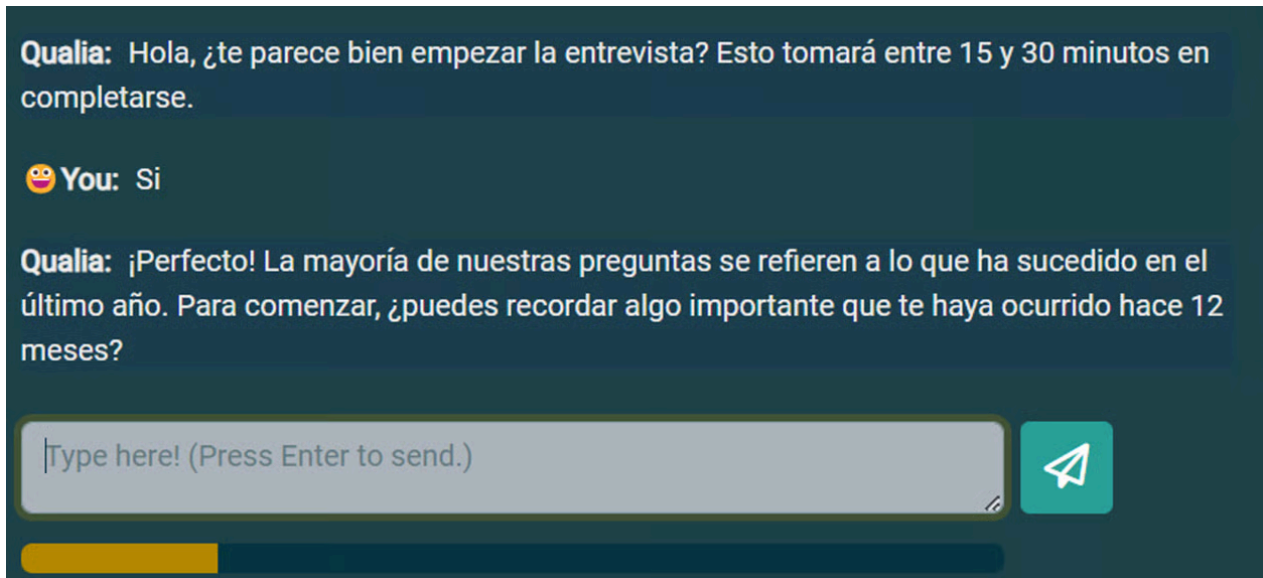 Qualia: Hola, ¿te parece bien empezar la entrevista? Esto tomará entre 15 y 30 minutos en
completarse.
You: Si
Qualia: ¡Perfecto! La mayoría de nuestras preguntas se refieren a lo que ha sucedido en el
último año. Para comenzar, ¿puedes recordar algo importante que te haya ocurrido hace 12
meses?
Type here! (Press Enter to send.)